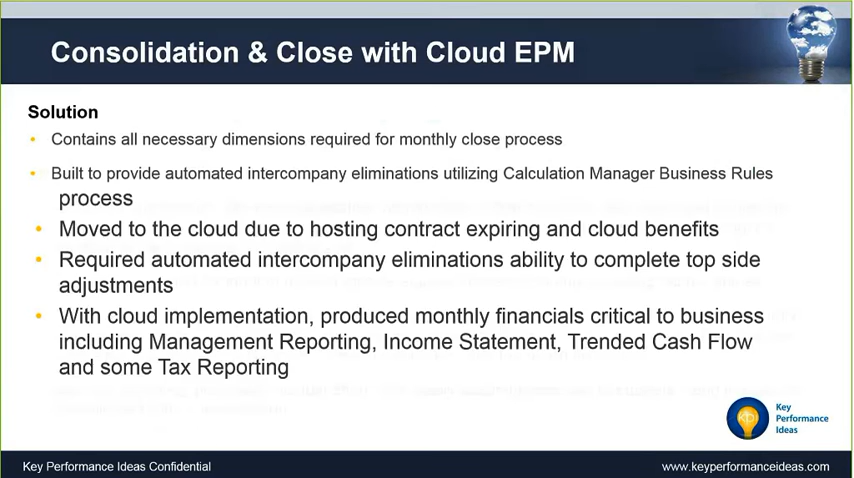 Consolidation & Close with Cloud EPM
Solution
• Contains all necessary dimensions required for monthly close process
• Built to provide automated intercompany eliminations utilizing Calculation Manager Business Rules
process
• Moved to the cloud due to hosting contract expiring and cloud benefits
• Required automated intercompany eliminations ability to complete top side
adjustments
• With cloud implementation, produced monthly financials critical to business
including Management Reporting, Income Statement, Trended Cash Flow
and some Tax Reporting
Key
Performance
Ideas
Key Performance Ideas Confidential
www.keyperformanceideas.com